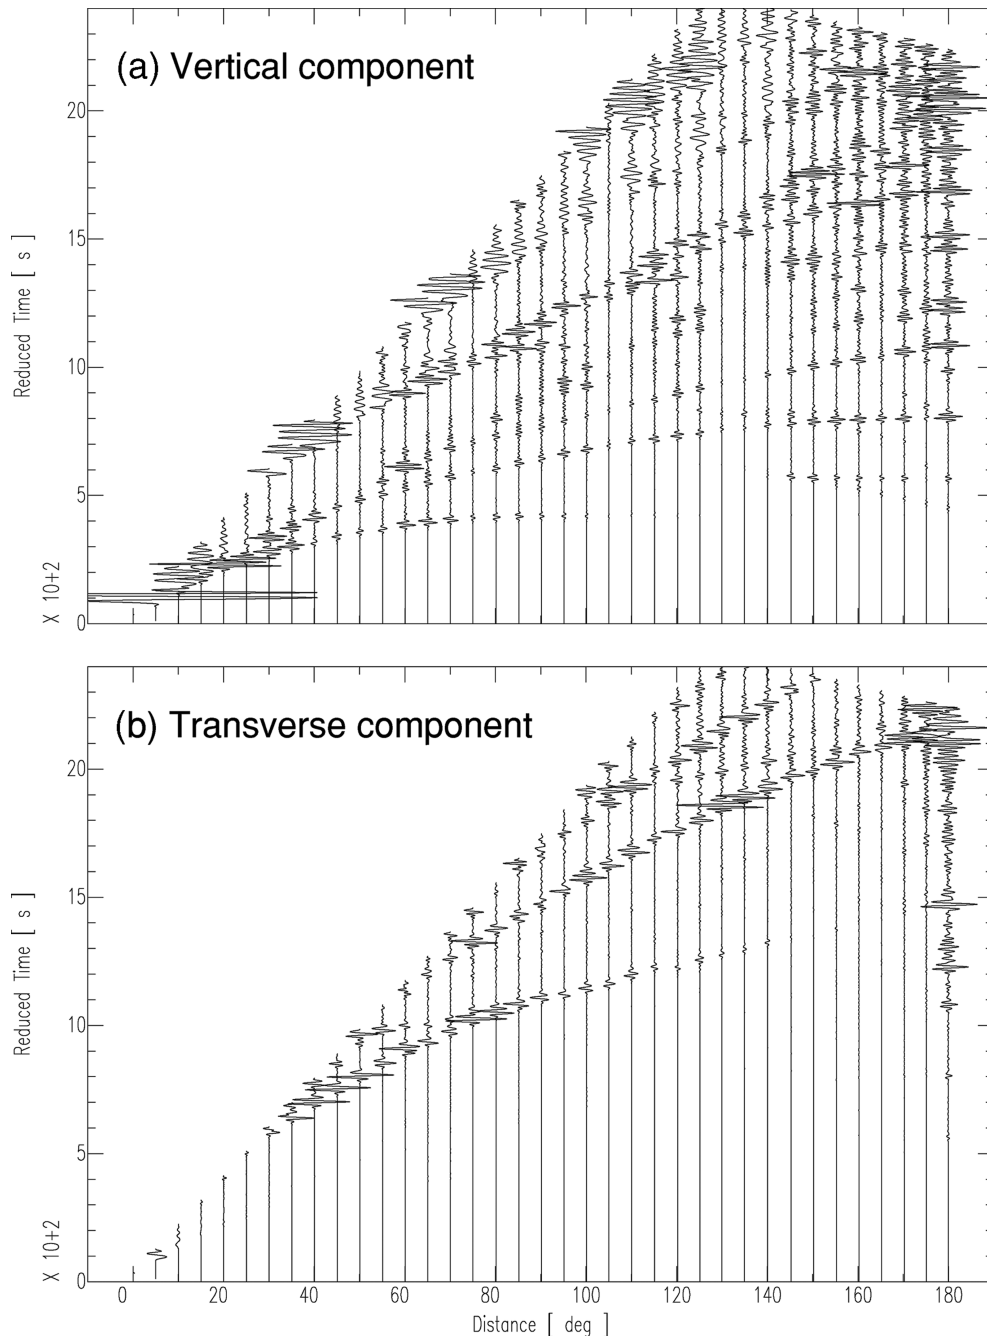 (a) Vertical component
20
15
10
5
0
Reduced Time [ s ]
X 10+2
(b) Transverse component
20
15
10
5
0
Reduced Time [ s ]
X 10+2
0 20 40 60 80 100 120 140 160 180
Distance [ deg ]